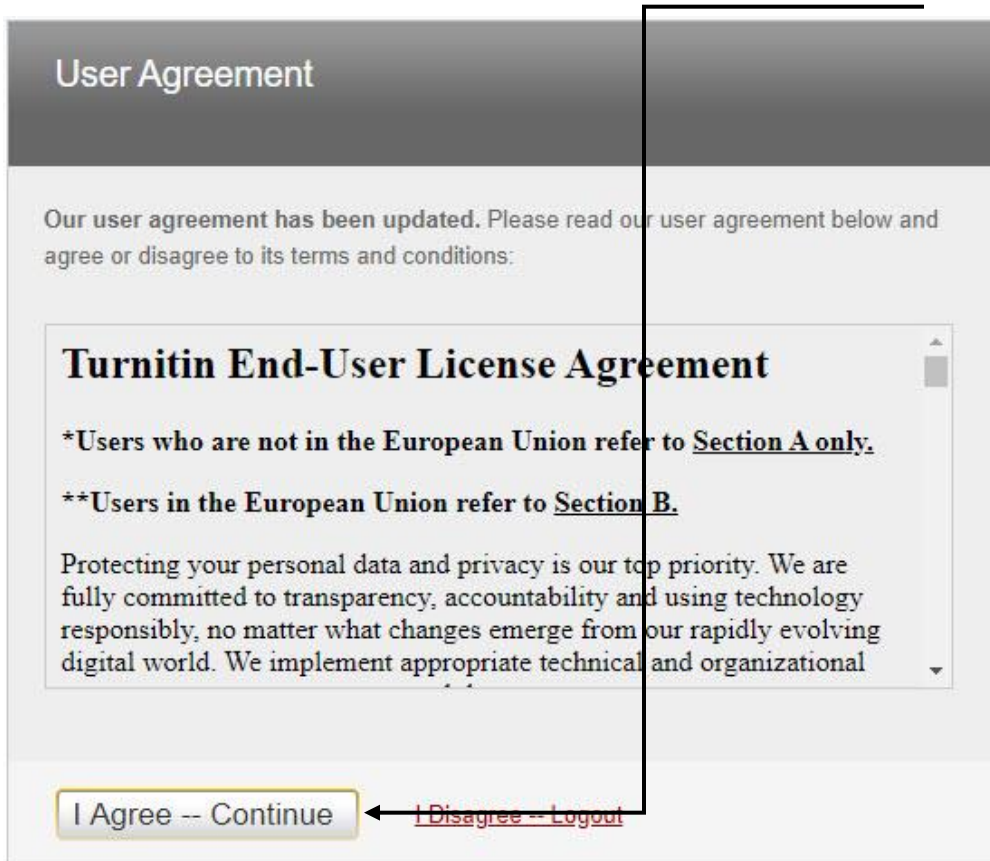 User Agreement
Our user agreement has been updated. Please read our user agreement below and
agree or disagree to its terms and conditions:
Turnitin End-User License Agreement
*Users who are not in the European Union refer to Section A only.
**Users in the European Union refer to Section B.
Protecting your personal data and privacy is our top priority. We are
fully committed to transparency, accountability and using technology
responsibly, no matter what changes emerge from our rapidly evolving
digital world. We implement appropriate technical and organizational
I Agree -- Continue
I Disagree -- Logout